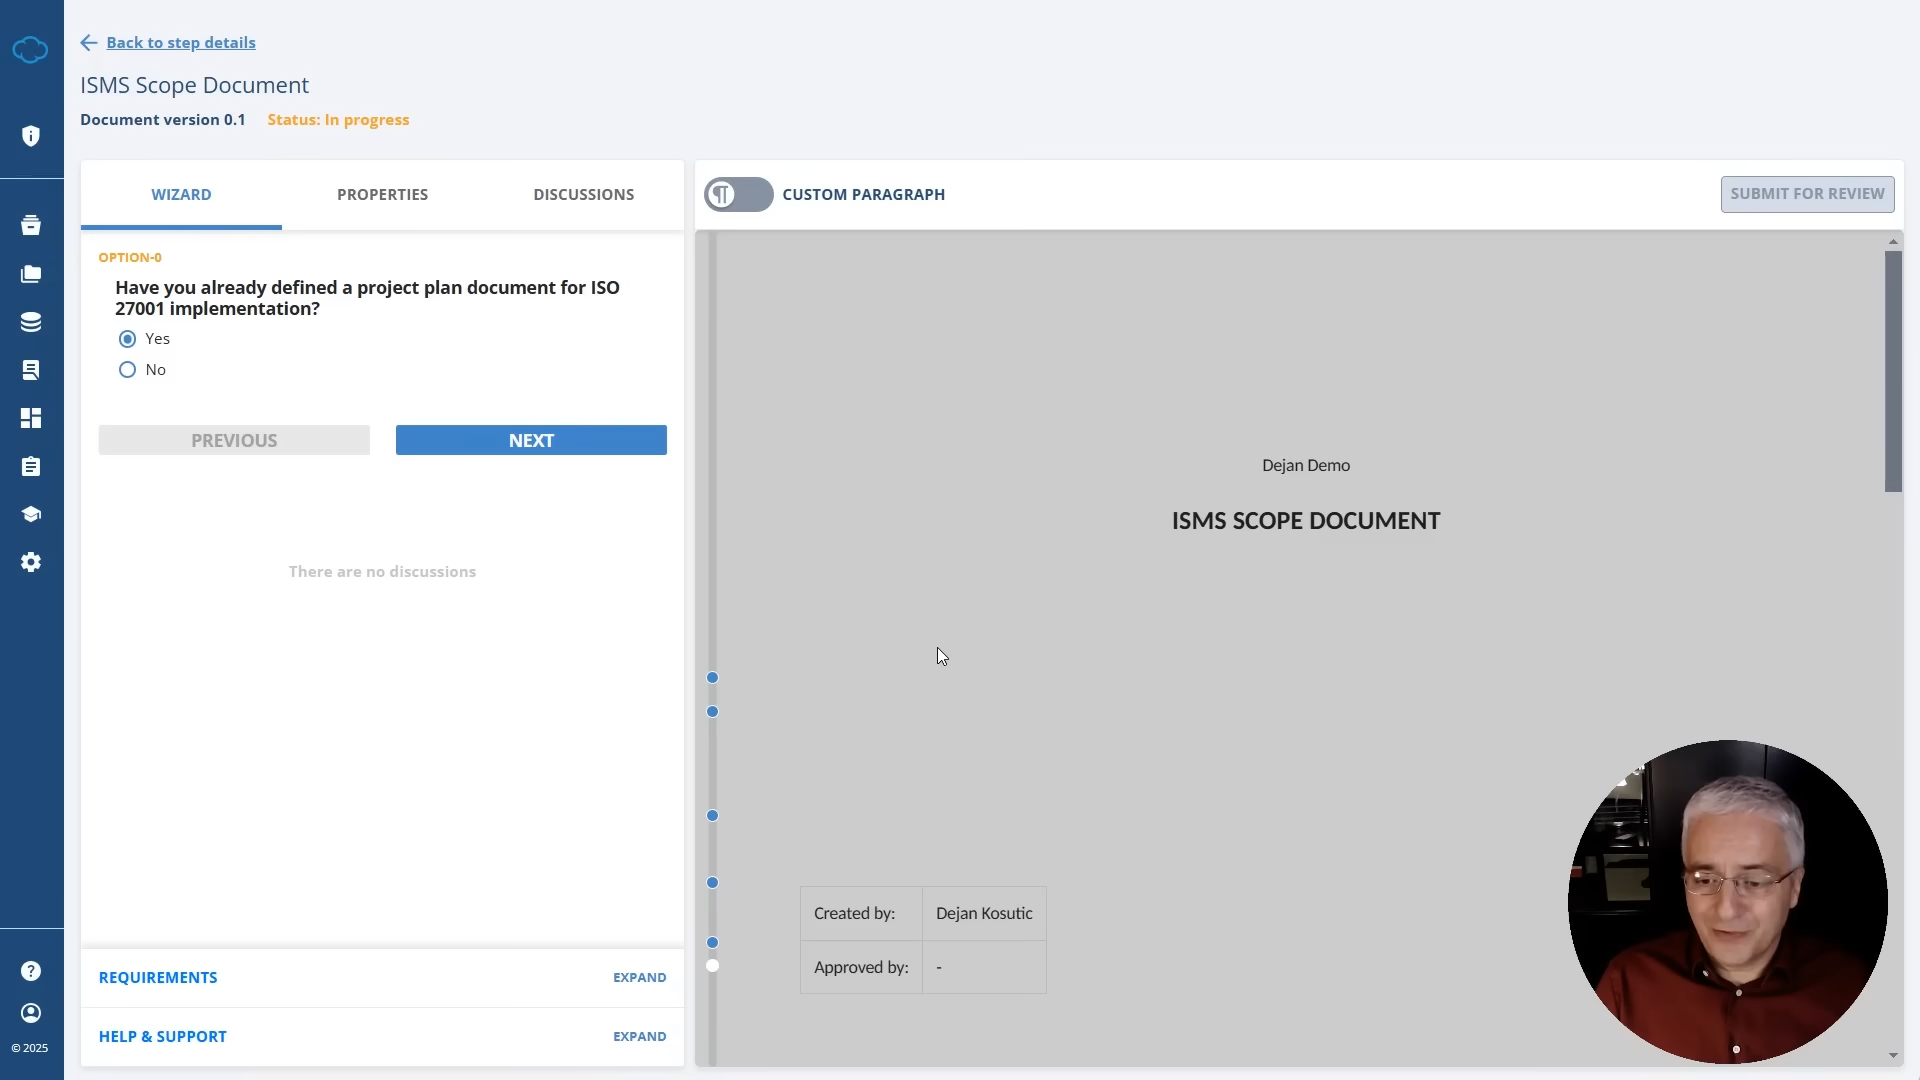 Back to step details
ISMS Scope Document
Document version 0.1 Status: In progress
WIZARD PROPERTIES DISCUSSIONS
OPTION-0
Have you already defined a project plan document for ISO
27001 implementation?
Yes
No
PREVIOUS NEXT
There are no discussions
REQUIREMENTS EXPAND
HELP & SUPPORT EXPAND
© 2025
CUSTOM PARAGRAPH SUBMIT FOR REVIEW
Dejan Demo
ISMS SCOPE DOCUMENT
Created by: Dejan Kosutic
Approved by: -